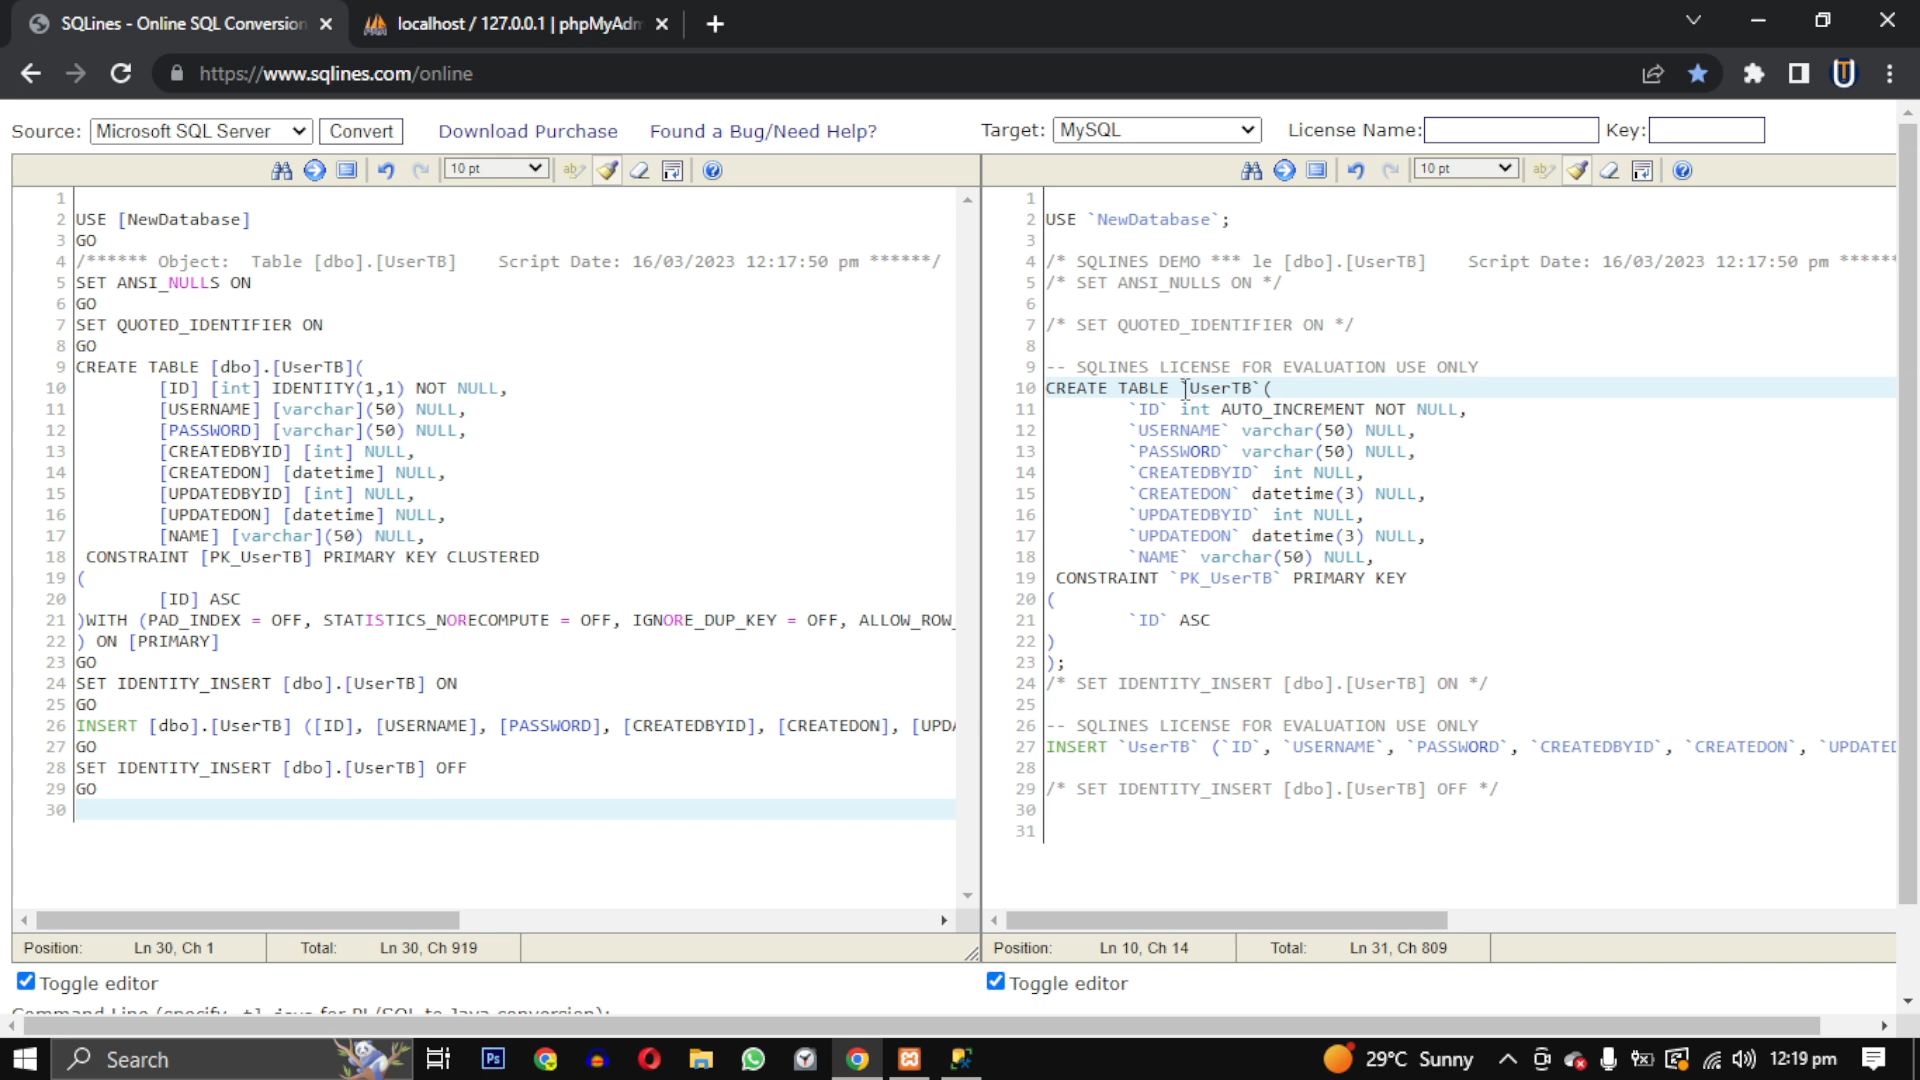 SQLines - Online SQL Conversion
localhost / 127.0.0.1 | phpMyAdm
https://www.sqlines.com/online
Source: Microsoft SQL Server Convert Download Purchase Found a Bug/Need Help?
Target: MySQL License Name: Key:
10 pt
10 pt
1
2 USE [NewDatabase]
3 GO
4 /****** Object:  Table [dbo].[UserTB]    Script Date: 16/03/2023 12:17:50 pm ******/
5 SET ANSI_NULLS ON
6 GO
7 SET QUOTED_IDENTIFIER ON
8 GO
9 CREATE TABLE [dbo].[UserTB](
10 [ID] [int] IDENTITY(1,1) NOT NULL,
11 [USERNAME] [varchar](50) NULL,
12 [PASSWORD] [varchar](50) NULL,
13 [CREATEDBYID] [int] NULL,
14 [CREATEDON] [datetime] NULL,
15 [UPDATEDBYID] [int] NULL,
16 [UPDATEDON] [datetime] NULL,
17 [NAME] [varchar](50) NULL,
18 CONSTRAINT [PK_UserTB] PRIMARY KEY CLUSTERED
19 (
20 [ID] ASC
21 )WITH (PAD_INDEX = OFF, STATISTICS_NORECOMPUTE = OFF, IGNORE_DUP_KEY = OFF, ALLOW_ROW_
22 ) ON [PRIMARY]
23 GO
24 SET IDENTITY_INSERT [dbo].[UserTB] ON
25 GO
26 INSERT [dbo].[UserTB] ([ID], [USERNAME], [PASSWORD], [CREATEDBYID], [CREATEDON], [UPDA
27 GO
28 SET IDENTITY_INSERT [dbo].[UserTB] OFF
29 GO
30
1
2 USE `NewDatabase`;
3
4 /* SQLINES DEMO *** le [dbo].[UserTB]    Script Date: 16/03/2023 12:17:50 pm *****
5 /* SET ANSI_NULLS ON */
6
7 /* SET QUOTED_IDENTIFIER ON */
8
9 -- SQLINES LICENSE FOR EVALUATION USE ONLY
10 CREATE TABLE `UserTB`(
11 `ID` int AUTO_INCREMENT NOT NULL,
12 `USERNAME` varchar(50) NULL,
13 `PASSWORD` varchar(50) NULL,
14 `CREATEDBYID` int NULL,
15 `CREATEDON` datetime(3) NULL,
16 `UPDATEDBYID` int NULL,
17 `UPDATEDON` datetime(3) NULL,
18 `NAME` varchar(50) NULL,
19 CONSTRAINT `PK_UserTB` PRIMARY KEY
20 (
21 `ID` ASC
22 )
23 );
24 /* SET IDENTITY_INSERT [dbo].[UserTB] ON */
25
26 -- SQLINES LICENSE FOR EVALUATION USE ONLY
27 INSERT `UserTB` (`ID`, `USERNAME`, `PASSWORD`, `CREATEDBYID`, `CREATEDON`, `UPDATED
28
29 /* SET IDENTITY_INSERT [dbo].[UserTB] OFF */
30
31
Position: Ln 30, Ch 1 Total: Ln 30, Ch 919
Position: Ln 10, Ch 14 Total: Ln 31, Ch 809
Toggle editor
Toggle editor
Command Line (specify -tl java for PL/SQL to Java conversion):
Search
Ps
29°C Sunny
12:19 pm